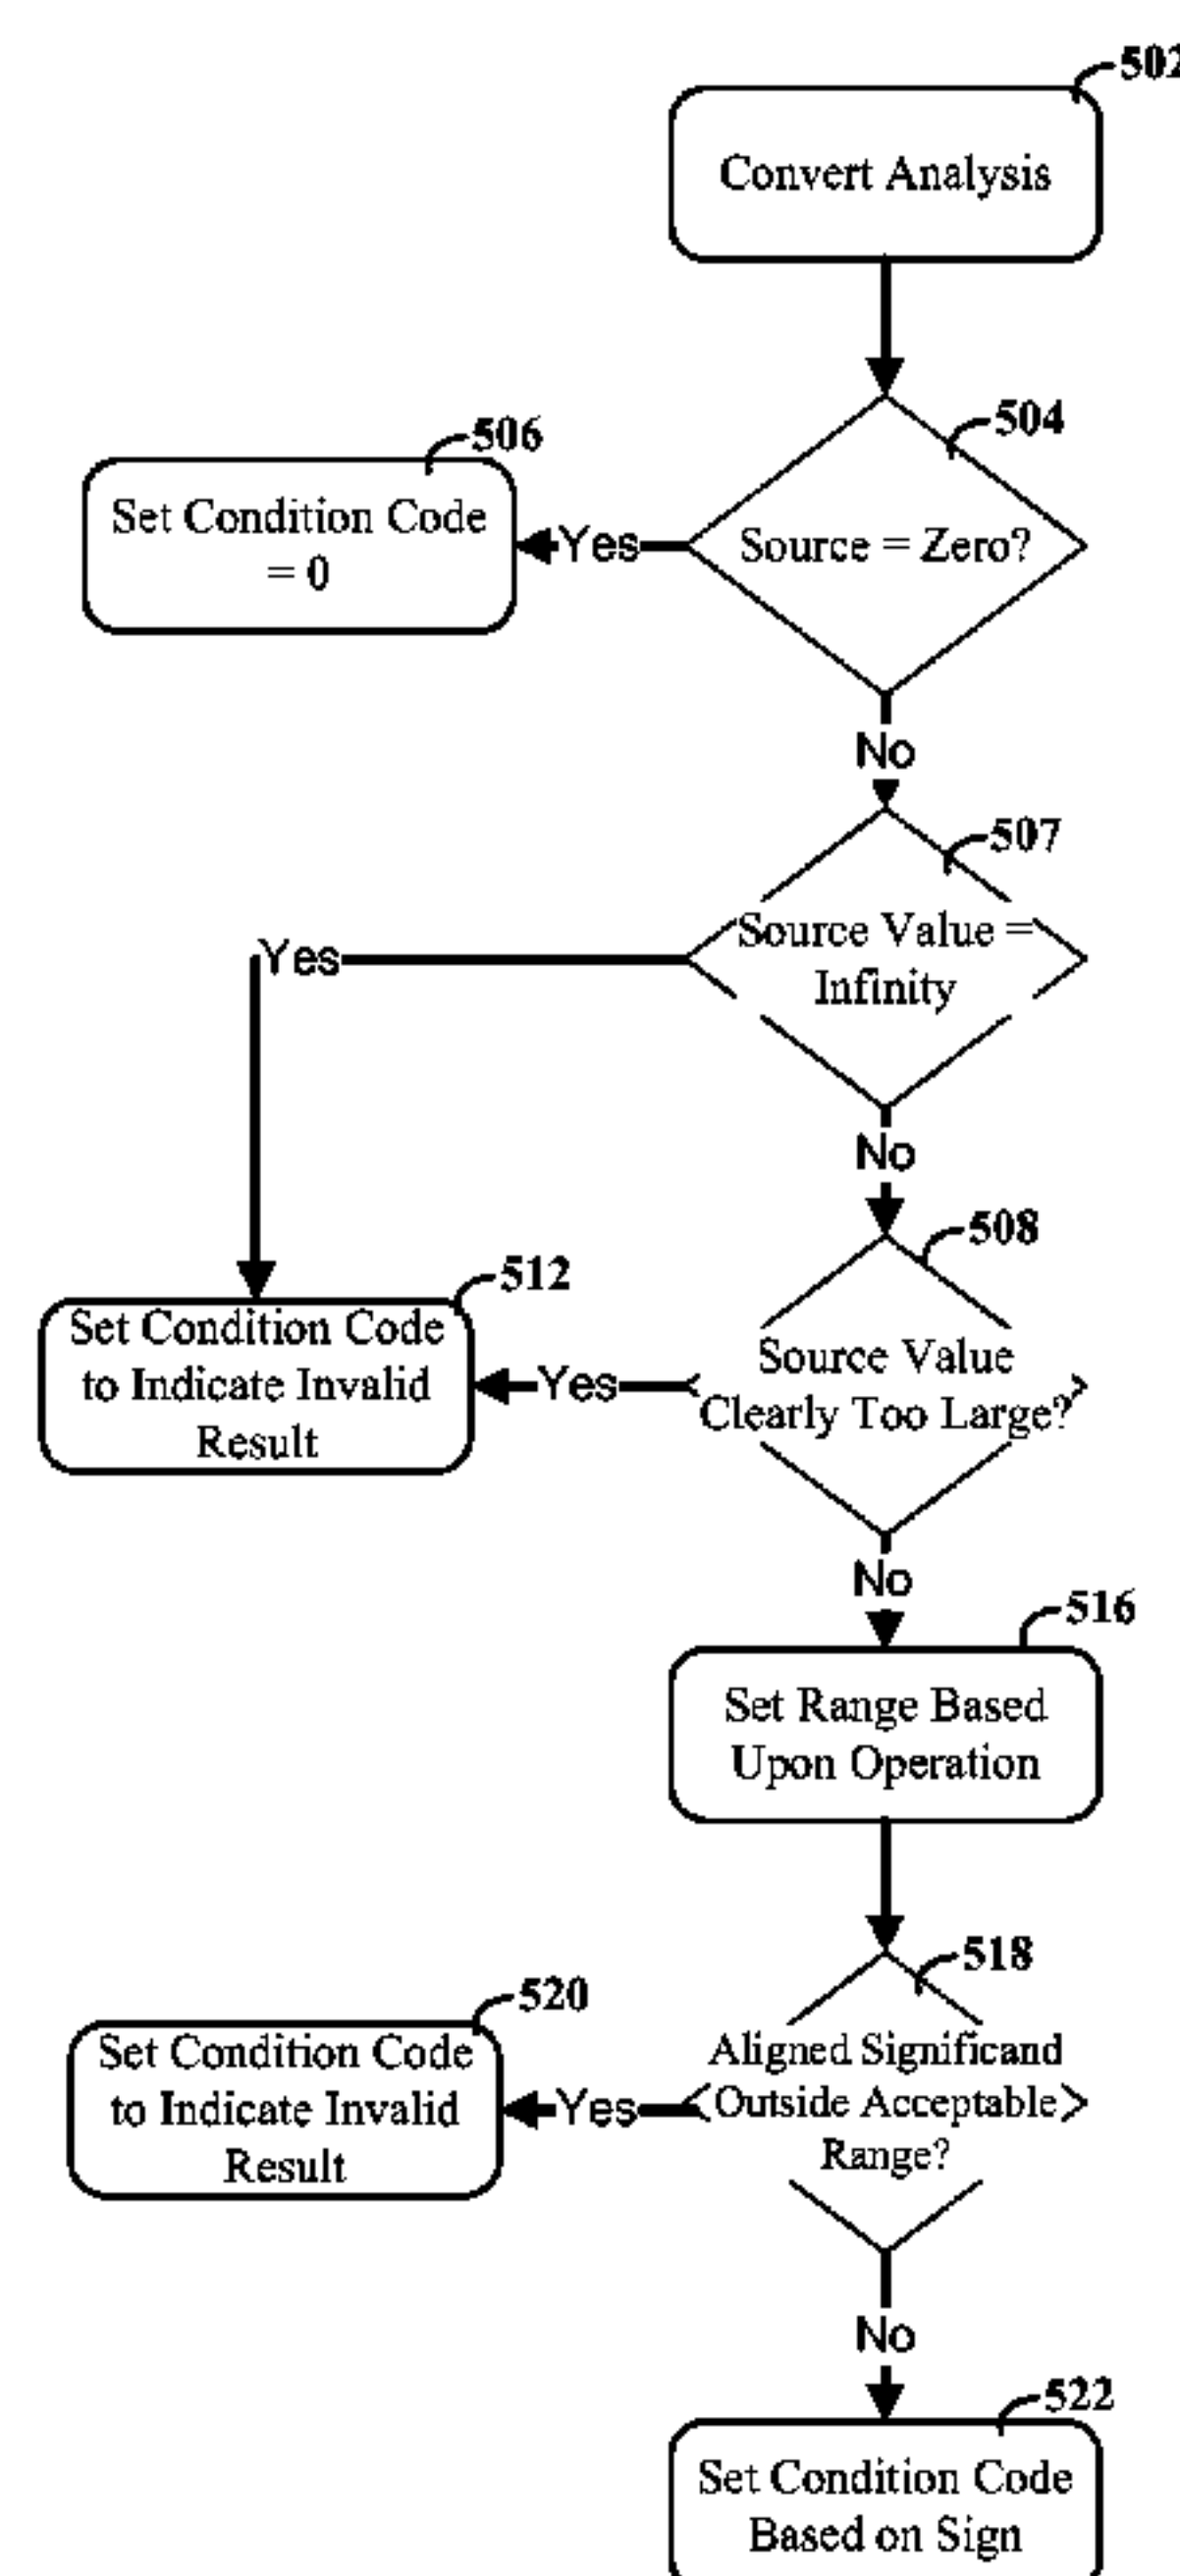 502
Convert Analysis
504
Source = Zero?
Yes
506
Set Condition Code
= 0
No
507
Source Value =
Infinity
Yes
No
508
Source Value
Clearly Too Large?
Yes
512
Set Condition Code
to Indicate Invalid
Result
No
516
Set Range Based
Upon Operation
518
Aligned Significand
Outside Acceptable
Range?
Yes
520
Set Condition Code
to Indicate Invalid
Result
No
522
Set Condition Code
Based on Sign